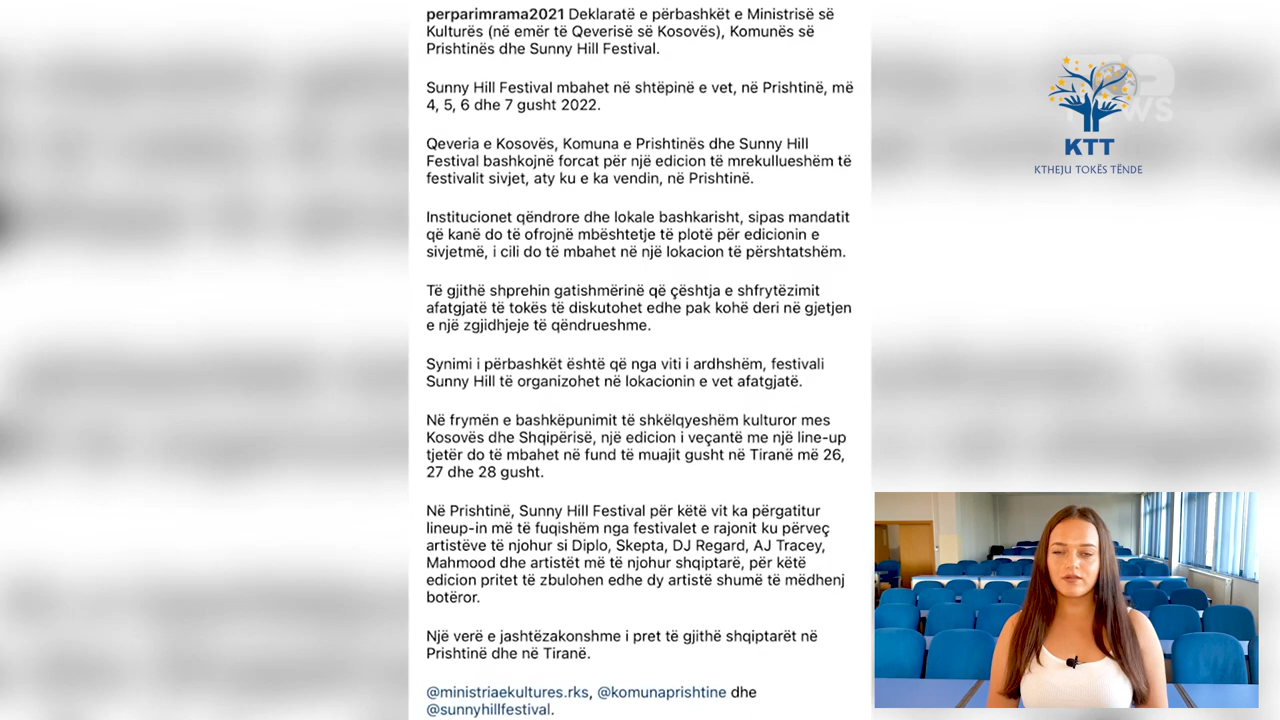 perparimrama2021 Deklaratë e përbashkët e Ministrisë së
Kulturës (në emër të Qeverisë së Kosovës), Komunës së
Prishtinës dhe Sunny Hill Festival.
Sunny Hill Festival mbahet në shtëpinë e vet, në Prishtinë, më
4, 5, 6 dhe 7 gusht 2022.
Qeveria e Kosovës, Komuna e Prishtinës dhe Sunny Hill
Festival bashkojnë forcat për një edicion të mrekullueshëm të
festivalit sivjet, aty ku e ka vendin, në Prishtinë.
Institucionet qëndrore dhe lokale bashkarisht, sipas mandatit
që kanë do të ofrojnë mbështetje të plotë për edicionin e
sivjetmë, i cili do të mbahet në një lokacion të përshtatshëm.
Të gjithë shprehin gatishmërinë që çështja e shfrytëzimit
afatgjatë të tokës të diskutohet edhe pak kohë deri në gjetjen
e një zgjidhjeje të qëndrueshme.
Synimi i përbashkët është që nga viti i ardhshëm, festivali
Sunny Hill të organizohet në lokacionin e vet afatgjatë.
Në frymën e bashkëpunimit të shkëlqyeshëm kulturor mes
Kosovës dhe Shqipërisë, një edicion i veçantë me një line-up
tjetër do të mbahet në fund të muajit gusht në Tiranë më 26,
27 dhe 28 gusht.
Në Prishtinë, Sunny Hill Festival për këtë vit ka përgatitur
lineup-in më të fuqishëm nga festivalet e rajonit ku përveç
artistëve të njohur si Diplo, Skepta, DJ Regard, AJ Tracey,
Mahmood dhe artistët më të njohur shqiptarë, për këtë
edicion pritet të zbulohen edhe dy artistë shumë të mëdhenj
botëror.
Një verë e jashtëzakonshme i pret të gjithë shqiptarët në
Prishtinë dhe në Tiranë.
@ministriaekultures.rks, @komunaprishtine dhe
@sunnyhillfestival.
NEWS
KTT
KTHEJU TOKËS TËNDE